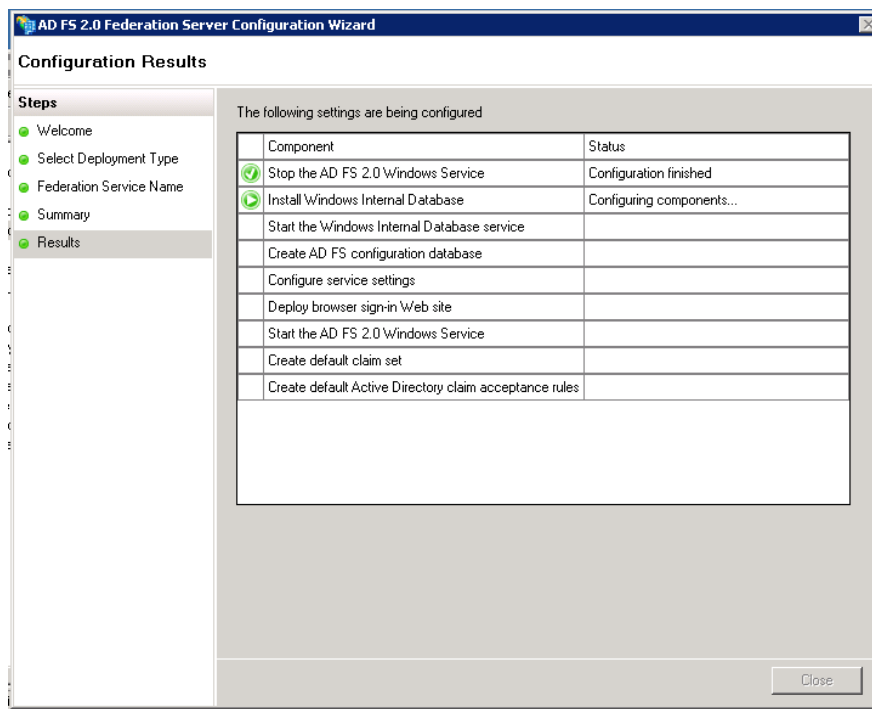 AD FS 2.0 Federation Server Configuration Wizard
Configuration Results
Steps
Welcome
Select Deployment Type
Federation Service Name
Summary
Results
The following settings are being configured
Component Status
Stop the AD FS 2.0 Windows Service Configuration finished
Install Windows Internal Database Configuring components...
Start the Windows Internal Database service
Create AD FS configuration database
Configure service settings
Deploy browser sign-in Web site
Start the AD FS 2.0 Windows Service
Create default claim set
Create default Active Directory claim acceptance rules
Close